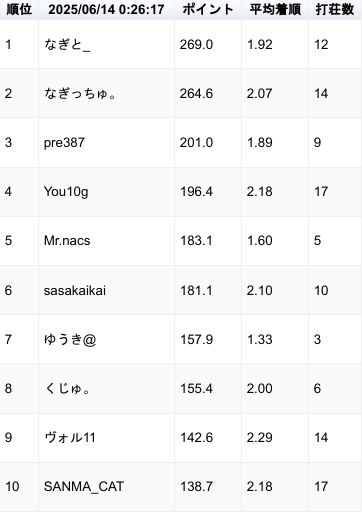 順位 2025/06/14 0:26:17 ポイント 平均着順 打荘数
1 なぎと_ 269.0 1.92 12
2 なぎっちゅ。 264.6 2.07 14
3 pre387 201.0 1.89 9
4 You10g 196.4 2.18 17
5 Mr.nacs 183.1 1.60 5
6 sasakaikai 181.1 2.10 10
7 ゆうき@ 157.9 1.33 3
8 くじゅ。 155.4 2.00 6
9 ヴォル11 142.6 2.29 14
10 SANMA_CAT 138.7 2.18 17